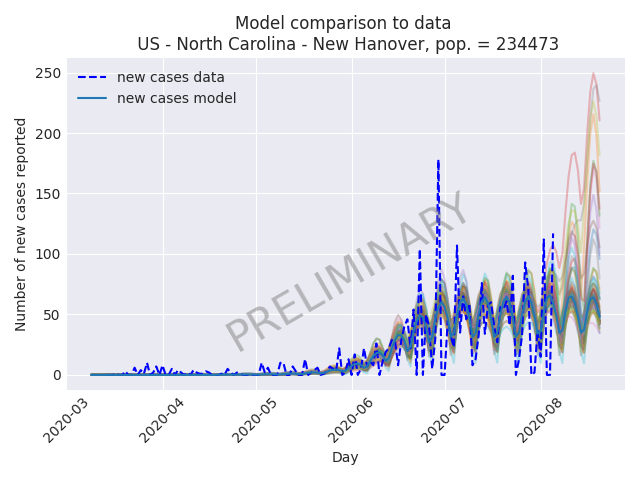 Model comparison to data
US - North Carolina - New Hanover, pop. = 234473
new cases data
new cases model
PRELIMINARY
Number of new cases reported
250
200
150
100
50
0
2020-03
2020-04
2020-05
2020-06
2020-07
2020-08
Day